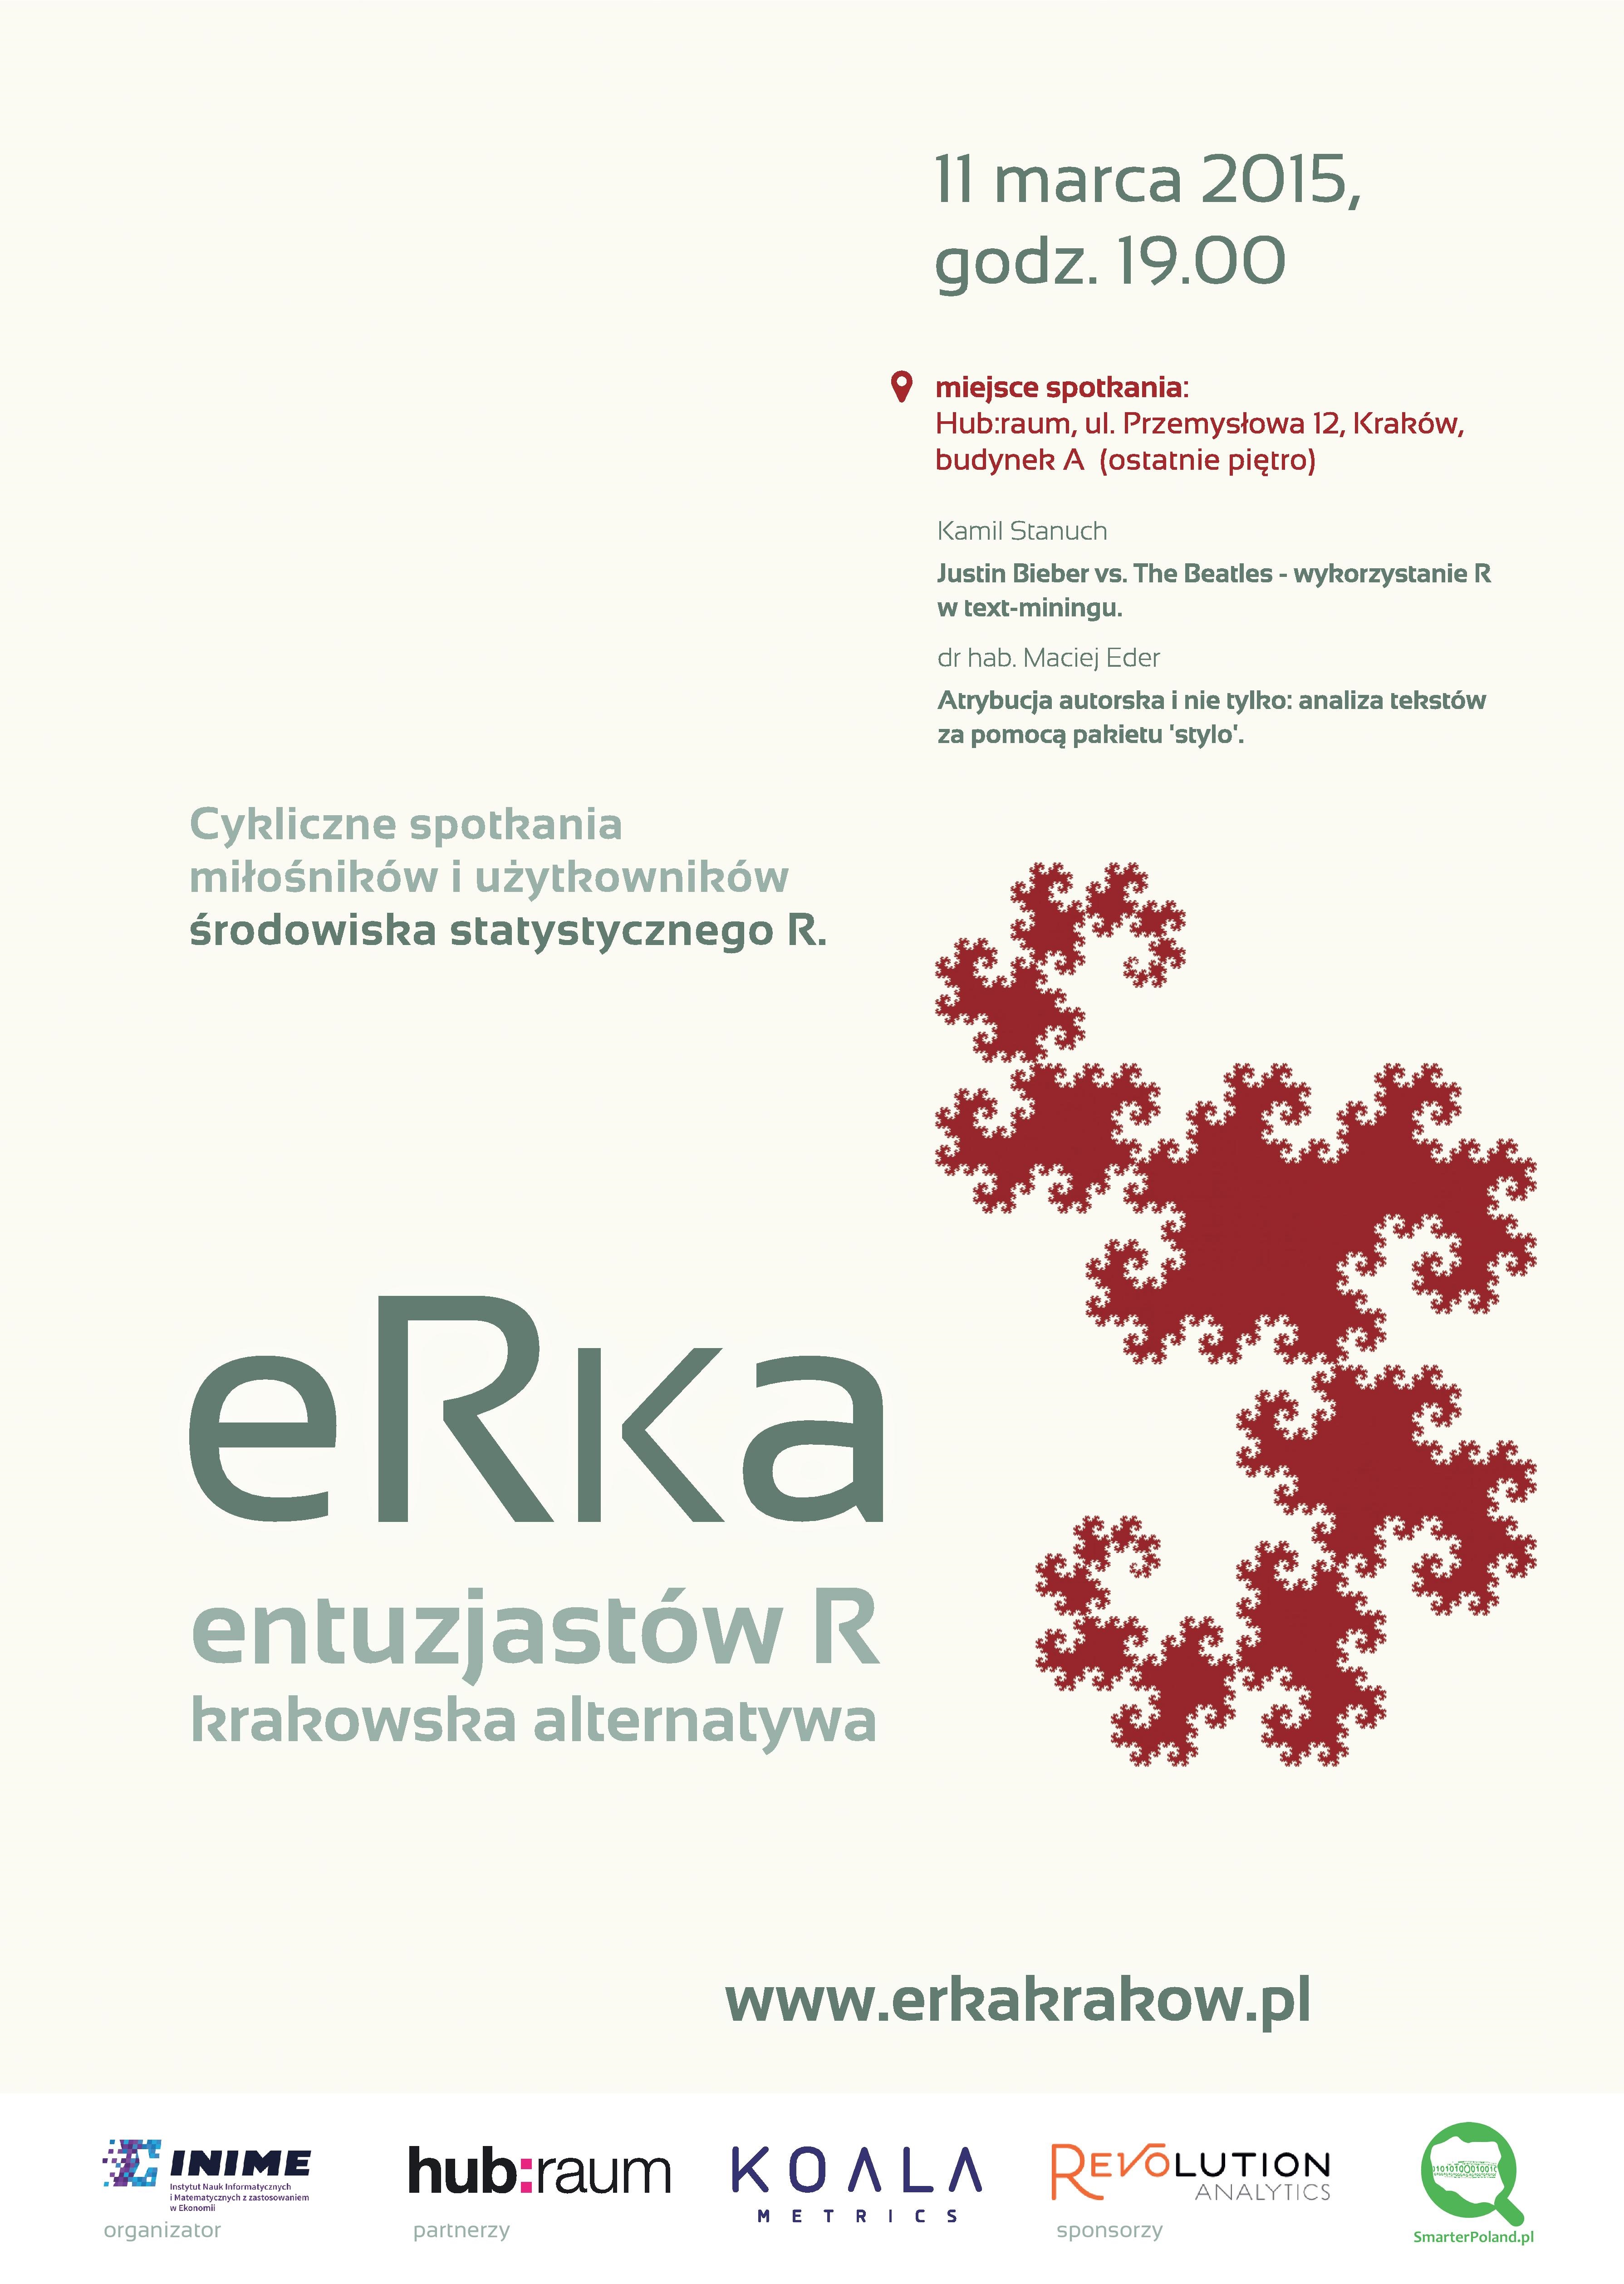 11 marca 2015,
godz. 19.00
miejsce spotkania:
Hub:raum, ul. Przemysłowa 12, Kraków,
budynek A (ostatnie piętro)
Kamil Stanuch
Justin Bieber vs. The Beatles - wykorzystanie R
w text-miningu.
dr hab. Maciej Eder
Atrybucja autorska i nie tylko: analiza tekstów
za pomocą pakietu 'stylo'.
Cykliczne spotkania
miłośników i użytkowników
środowiska statystycznego R.
eRka
entuzjastów R
krakowska alternatywa
www.erkakrakow.pl
INIME
Instytut Nauk Informatycznych
i Matematycznych z zastosowaniem
w Ekonomii
organizator
hub:raum
partnerzy
KOALA
METRICS
REVOLUTION
ANALYTICS
sponsorzy
SmarterPoland.pl